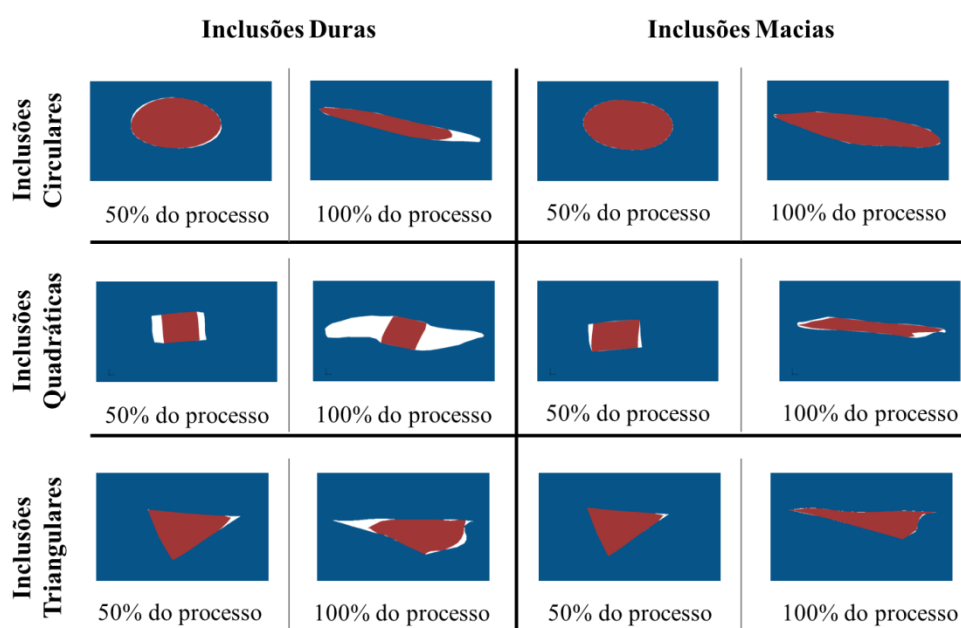 Inclusões Duras
Inclusões Macias
Inclusões
Circulares
50% do processo
100% do processo
50% do processo
100% do processo
Inclusões
Quadráticas
50% do processo
100% do processo
50% do processo
100% do processo
Inclusões
Triangulares
50% do processo
100% do processo
50% do processo
100% do processo